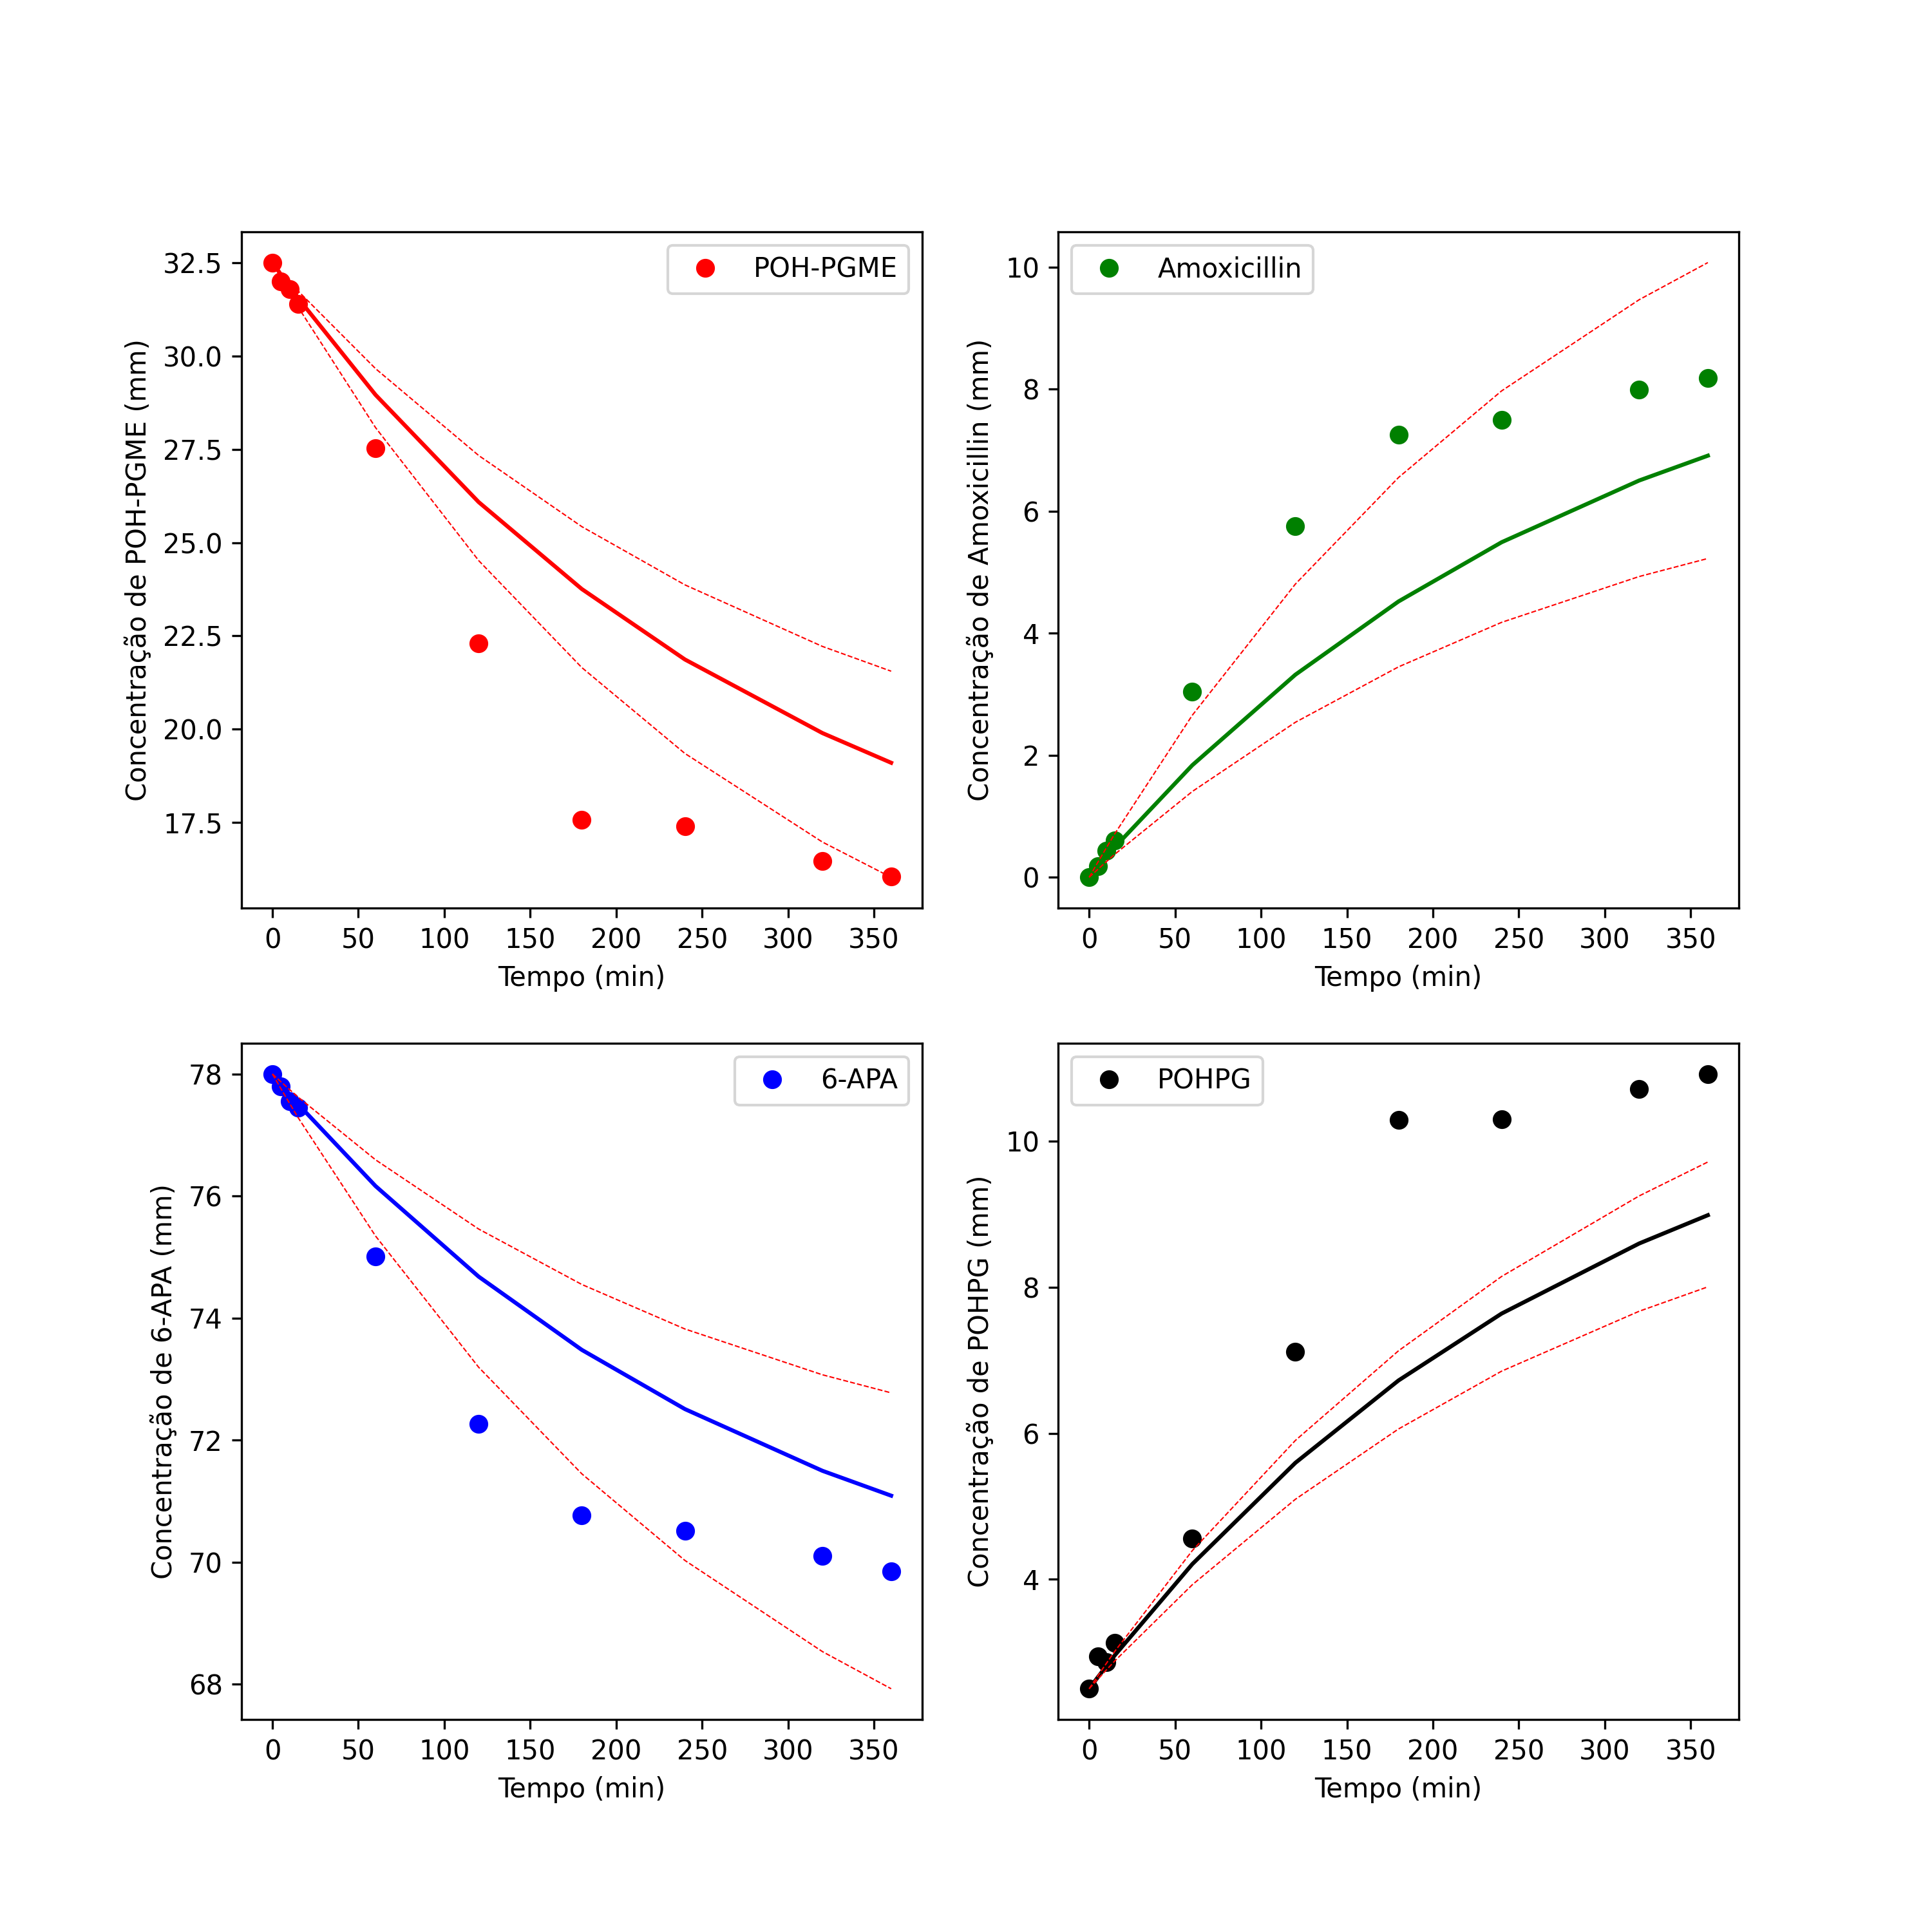 POH-PGME
Concentração de POH-PGME (mm)
32.5
30.0
27.5
25.0
22.5
20.0
17.5
0 50 100 150 200 250 300 350
Tempo (min)
Amoxicillin
Concentração de Amoxicillin (mm)
10
8
6
4
2
0
0 50 100 150 200 250 300 350
Tempo (min)
6-APA
Concentração de 6-APA (mm)
78
76
74
72
70
68
0 50 100 150 200 250 300 350
Tempo (min)
POHPG
Concentração de POHPG (mm)
10
8
6
4
0 50 100 150 200 250 300 350
Tempo (min)